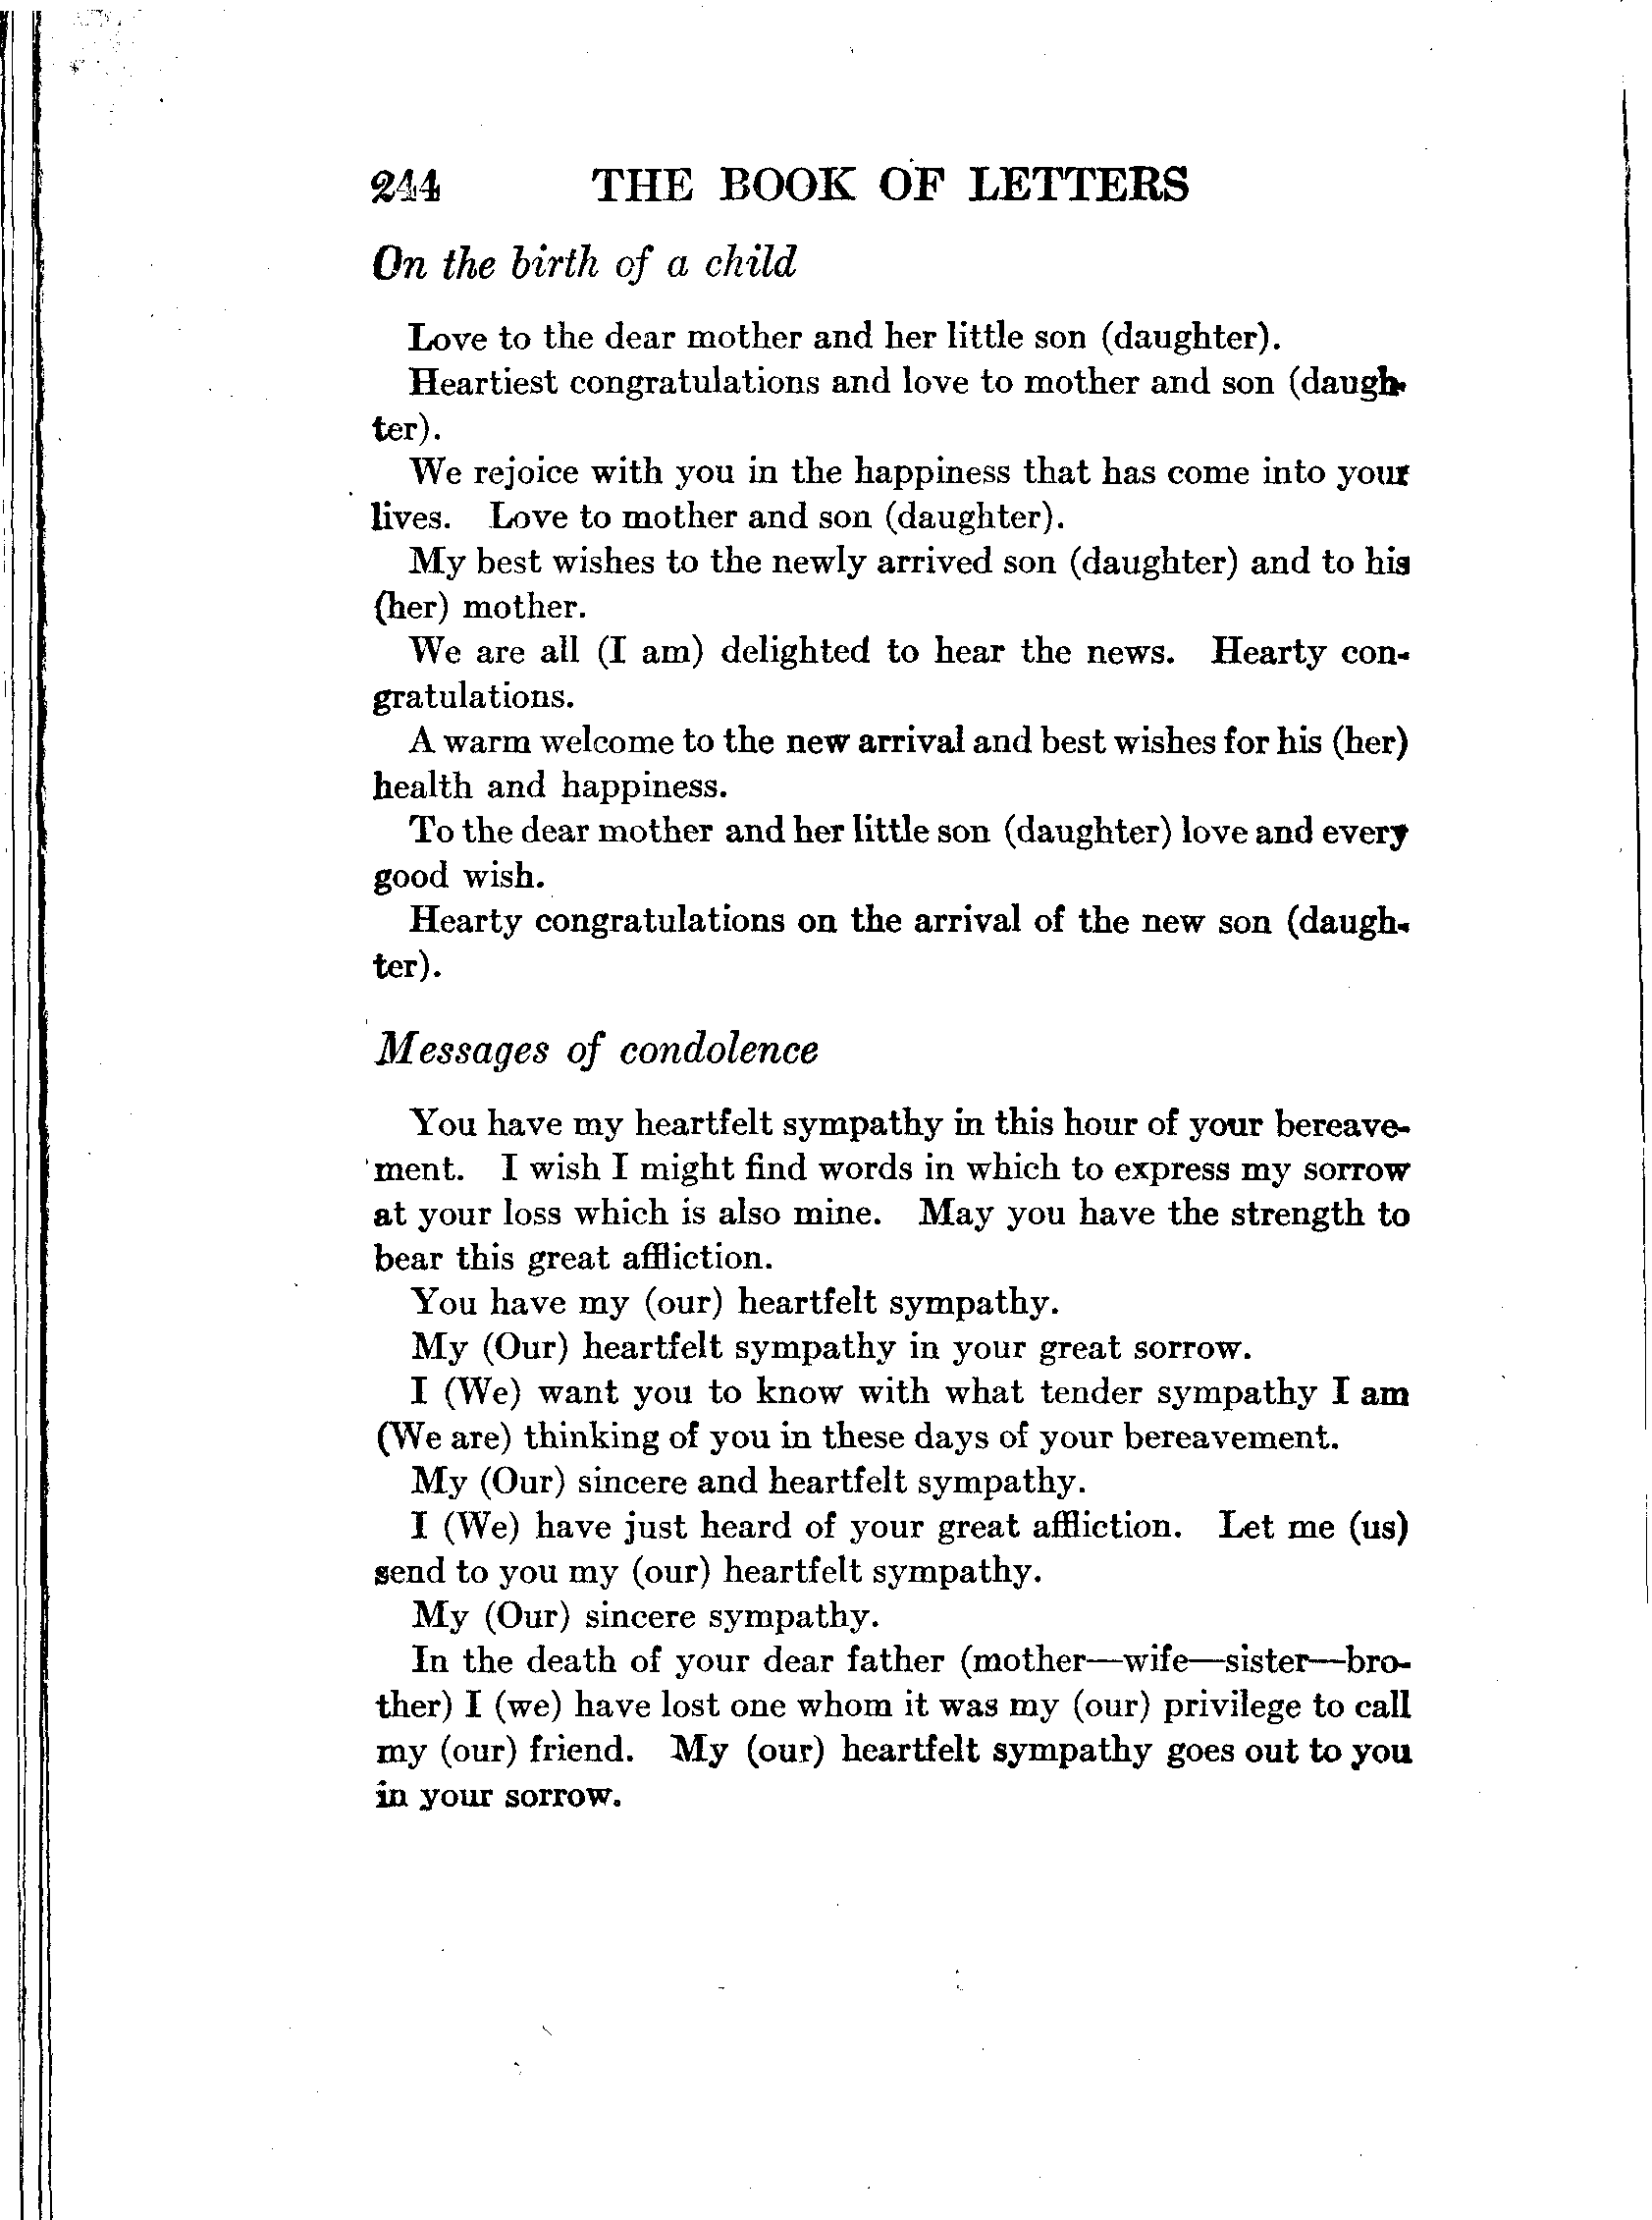 244 THE BOOK OF LETTERS
On the birth of a child
Love to the dear mother and her little son (daughter).
Heartiest congratulations and love to mother and son (daugh-
ter).
We rejoice with you in the happiness that has come into your
lives. Love to mother and son (daughter).
My best wishes to the newly arrived son (daughter) and to his
(her) mother.
We are all (I am) delighted to hear the news. Hearty con-
gratulations.
A warm welcome to the new arrival and best wishes for his (her)
health and happiness.
To the dear mother and her little son (daughter) love and every
good wish.
Hearty congratulations on the arrival of the new son (daugh-
ter).
Messages of condolence
You have my heartfelt sympathy in this hour of your bereave-
ment. I wish I might find words in which to express my sorrow
at your loss which is also mine. May you have the strength to
bear this great affliction.
You have my (our) heartfelt sympathy.
My (Our) heartfelt sympathy in your great sorrow.
I (We) want you to know with what tender sympathy I am
(We are) thinking of you in these days of your bereavement.
My (Our) sincere and heartfelt sympathy.
I (We) have just heard of your great affliction. Let me (us)
send to you my (our) heartfelt sympathy.
My (Our) sincere sympathy.
In the death of your dear father (mother—wife—sister—bro-
ther) I (we) have lost one whom it was my (our) privilege to call
my (our) friend. My (our) heartfelt sympathy goes out to you
in your sorrow.